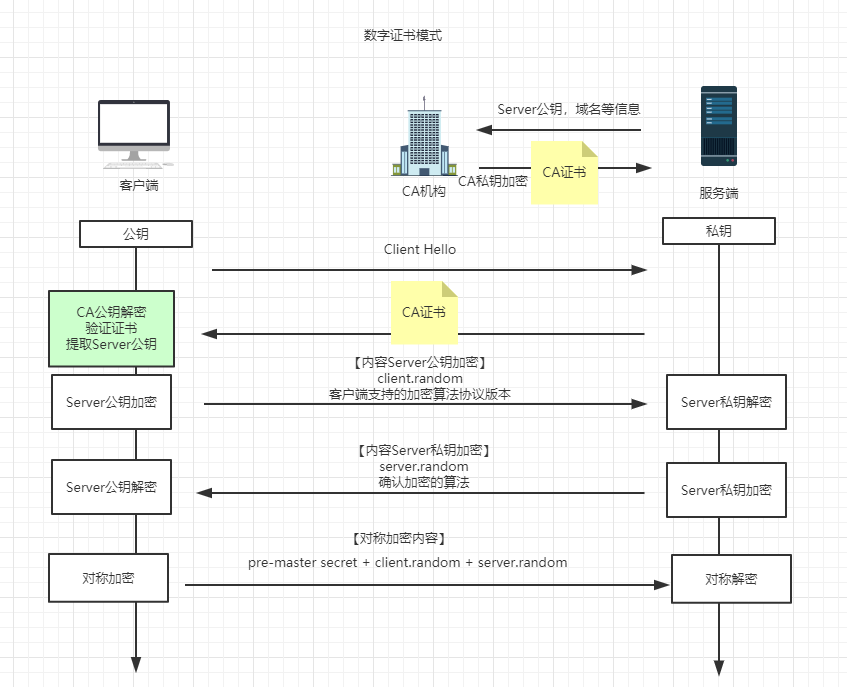 数字证书模式
Server公钥，域名等信息
CA私钥加密
CA证书
客户端
CA机构
服务端
公钥
私钥
Client Hello
CA公钥解密
验证证书
提取Server公钥
CA证书
【内容Server公钥加密】
client.random
客户端支持的加密算法协议版本
Server公钥加密
Server私钥解密
【内容Server私钥加密】
server.random
确认加密的算法
Server公钥解密
Server私钥加密
【对称加密内容】
pre-master secret + client.random + server.random
对称加密
对称解密